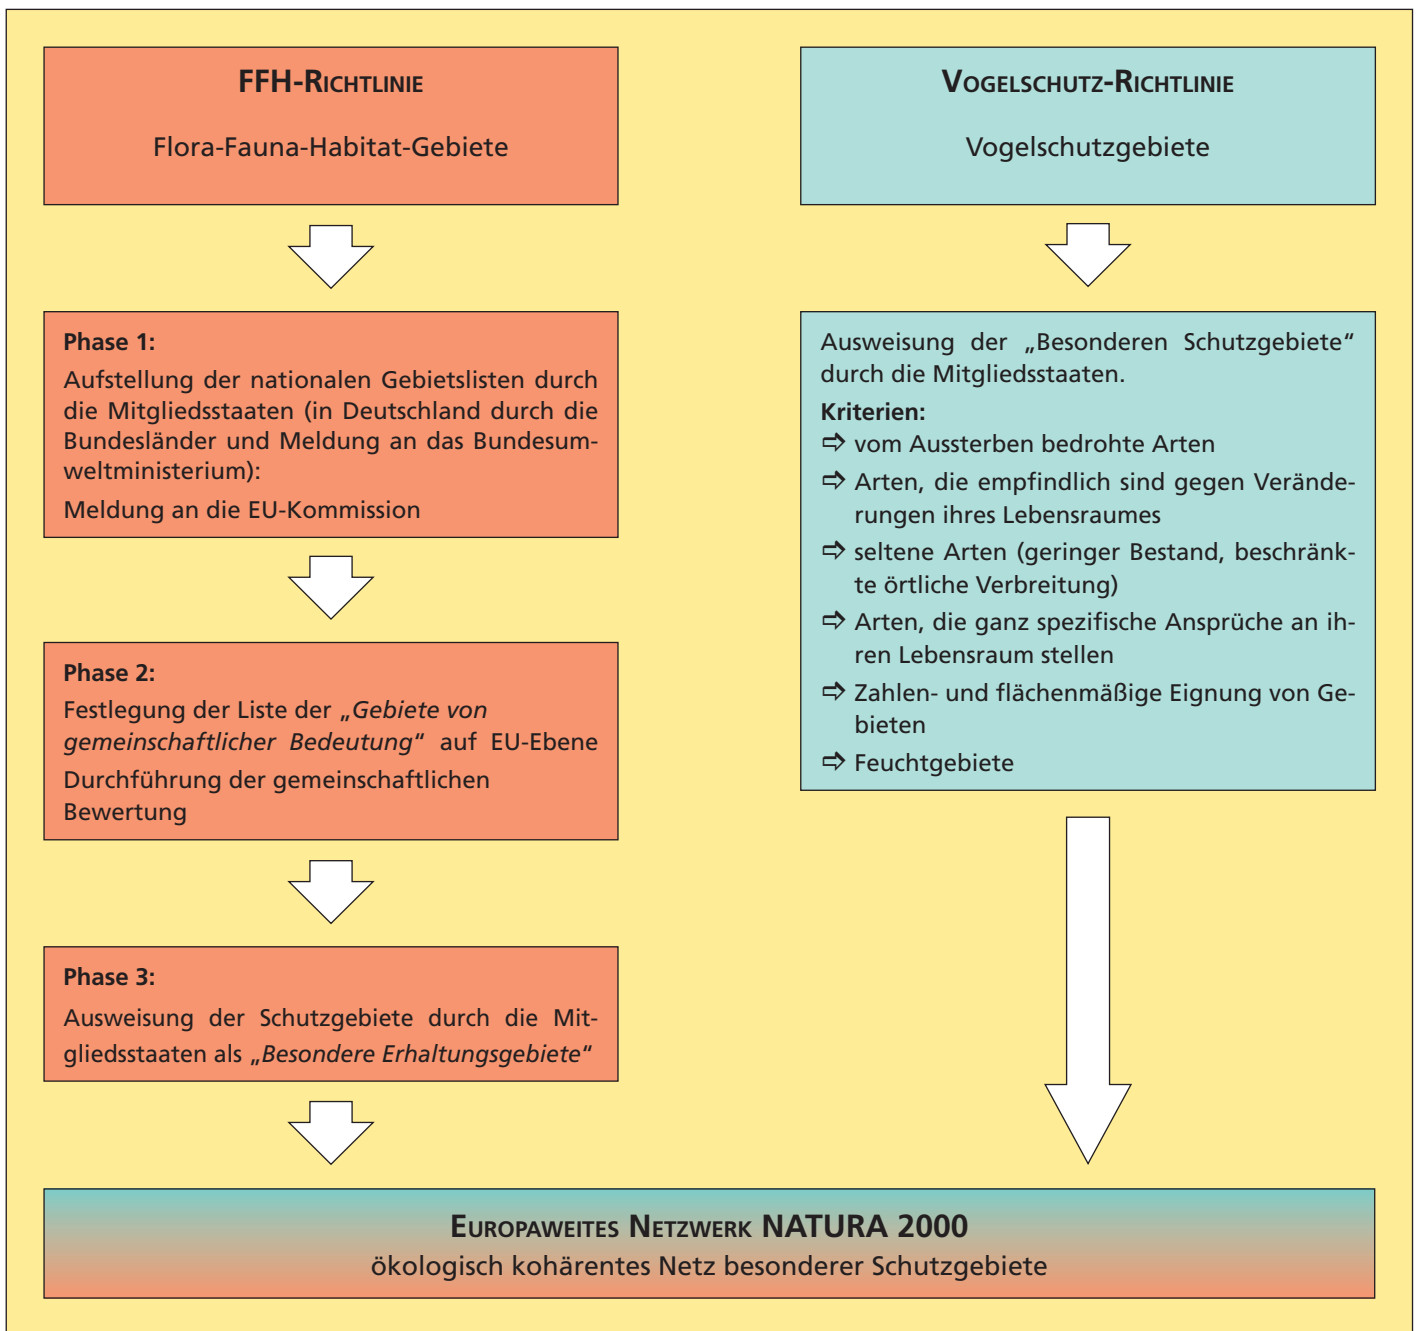 FFH-RICHTLINIE
Flora-Fauna-Habitat-Gebiete
Phase 1:
Aufstellung der nationalen Gebietslisten durch
die Mitgliedsstaaten (in Deutschland durch die
Bundesländer und Meldung an das Bundesum-
weltministerium):
Meldung an die EU-Kommission
Phase 2:
Festlegung der Liste der „Gebiete von
gemeinschaftlicher Bedeutung“ auf EU-Ebene
Durchführung der gemeinschaftlichen
Bewertung
Phase 3:
Ausweisung der Schutzgebiete durch die Mit-
gliedsstaaten als „Besondere Erhaltungsgebiete“
VOGELSCHUTZ-RICHTLINIE
Vogelschutzgebiete
Ausweisung der „Besonderen Schutzgebiete“
durch die Mitgliedsstaaten.
Kriterien:
⇨ vom Aussterben bedrohte Arten
⇨ Arten, die empfindlich sind gegen Verände-
rungen ihres Lebensraumes
⇨ seltene Arten (geringer Bestand, beschränk-
te örtliche Verbreitung)
⇨ Arten, die ganz spezifische Ansprüche an ih-
ren Lebensraum stellen
⇨ Zahlen- und flächenmäßige Eignung von Ge-
bieten
⇨ Feuchtgebiete
EUROPAWEITES NETZWERK NATURA 2000
ökologisch kohärentes Netz besonderer Schutzgebiete